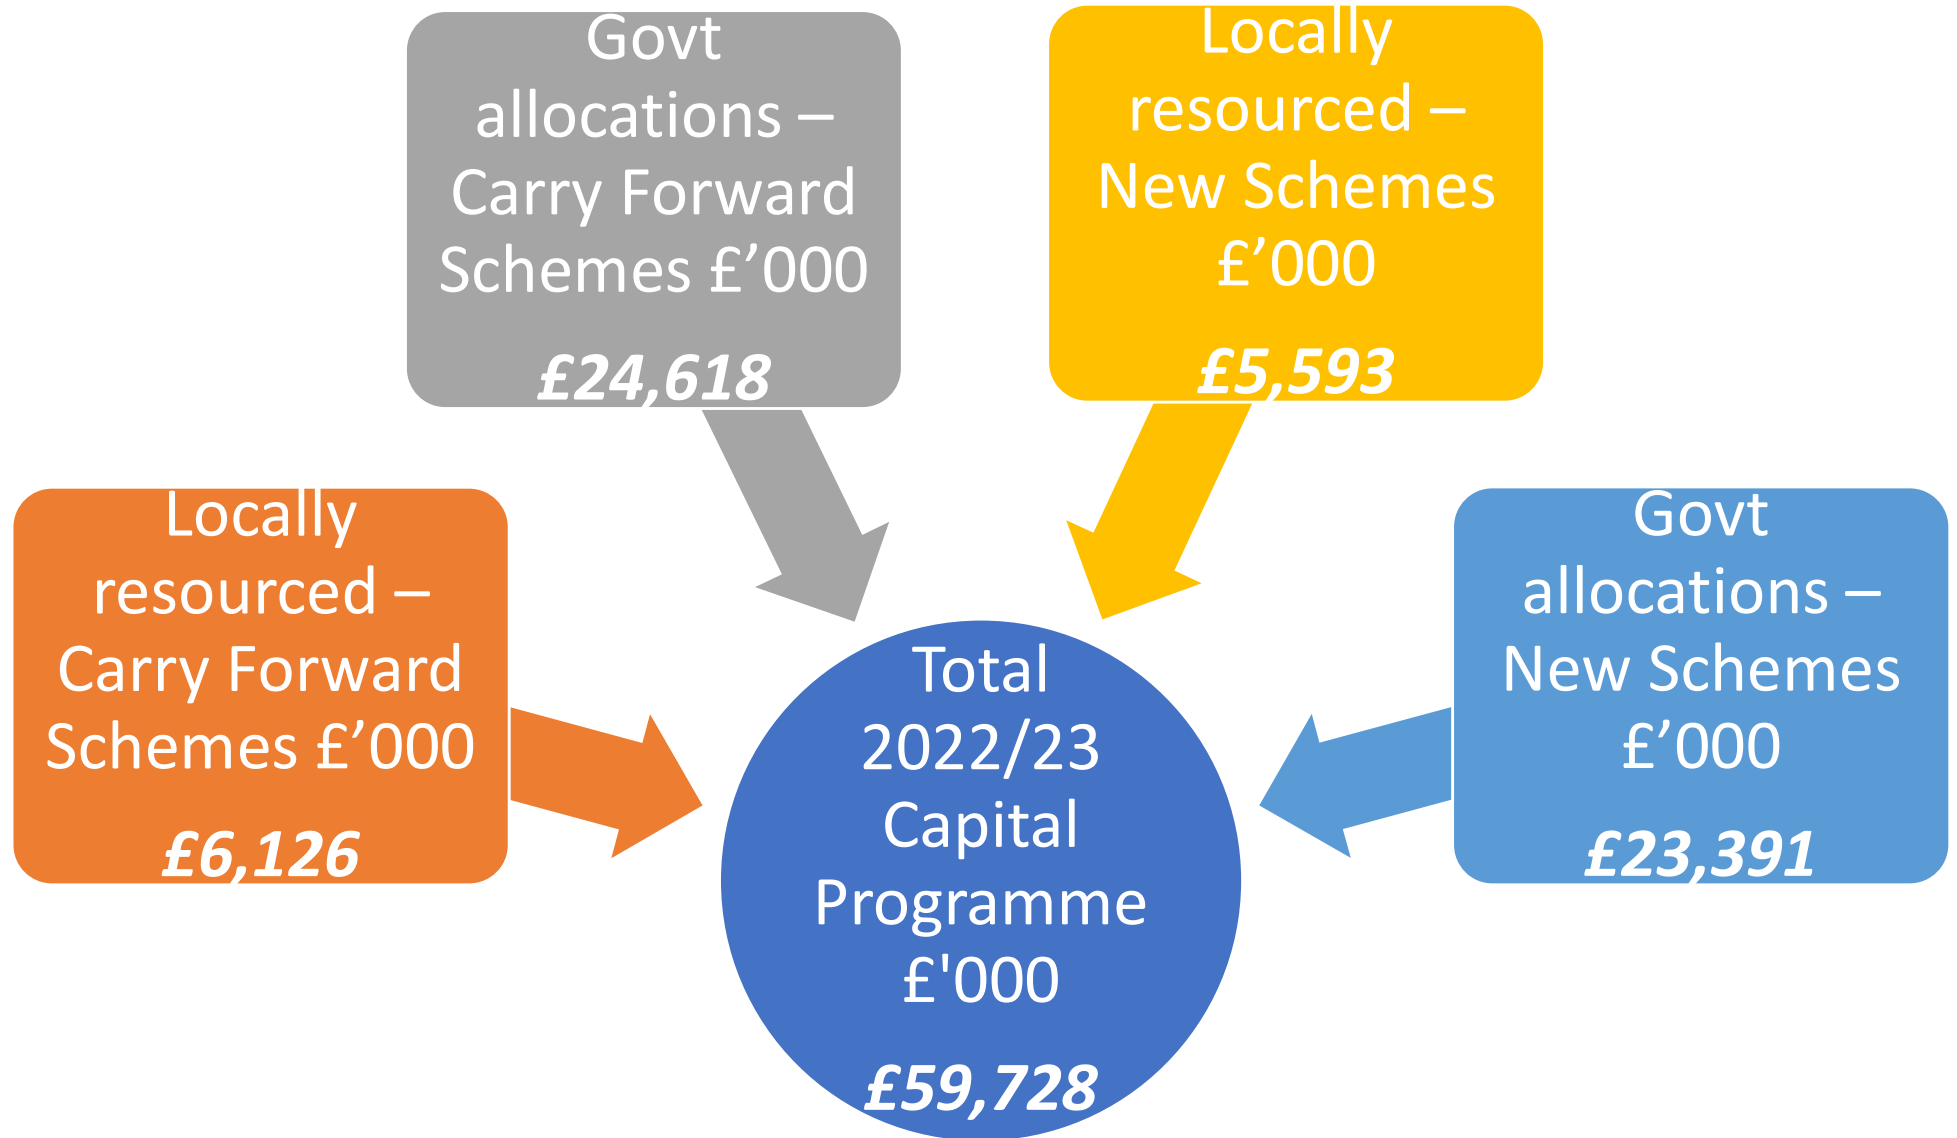 Govt
allocations –
Carry Forward
Schemes £’000
£24,618
Locally
resourced –
New Schemes
£’000
£5,593
Locally
resourced –
Carry Forward
Schemes £’000
£6,126
Govt
allocations –
New Schemes
£’000
£23,391
Total
2022/23
Capital
Programme
£'000
£59,728